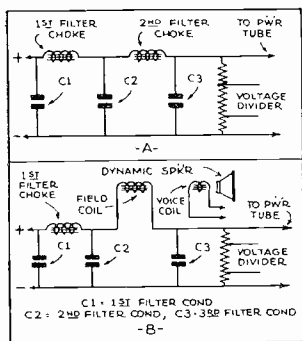 1ST FILTER CHOKE
2ND FILTER CHOKE
TO PWR TUBE
+
C1
C2
C3
VOLTAGE DIVIDER
-
-A-
DYNAMIC SPK'R
1ST FILTER CHOKE
FIELD COIL
VOICE COIL
TO PWR TUBE
+
C1
C2
C3
VOLTAGE DIVIDER
-
C1 = 1ST FILTER COND
C2 = 2ND FILTER COND, C3 = 3RD FILTER COND
-B-